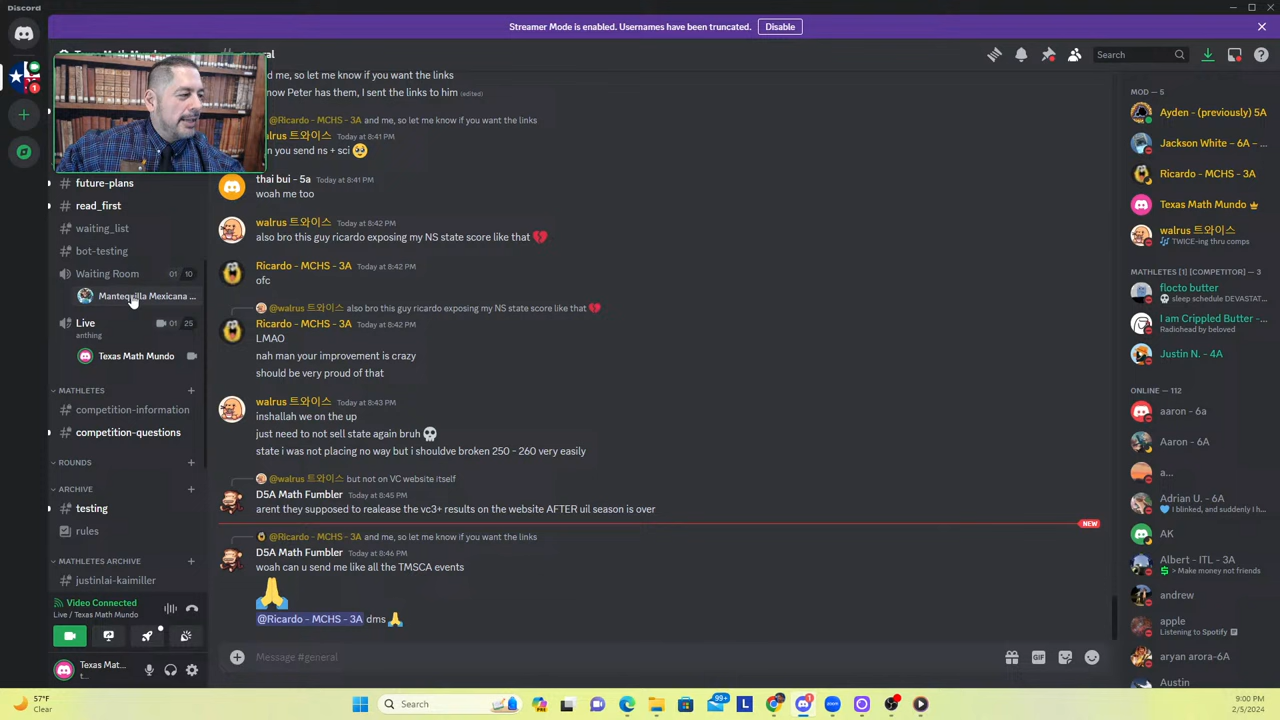 Discord
Streamer Mode is enabled. Usernames have been truncated.
Disable
Search
and me, so let me know if you want the links
now Peter has them, I sent the links to him (edited)
@Ricardo - MCHS - 3A and me, so let me know if you want the links
walrus 트와이스 Today at 8:41 PM
you send ns + sci 🥺
thai bui - 5a Today at 8:41 PM
woah me too
walrus 트와이스 Today at 8:42 PM
also bro this guy ricardo exposing my NS state score like that 💔
Ricardo - MCHS - 3A Today at 8:42 PM
ofc
@walrus 트와이스 also bro this guy ricardo exposing my NS state score like that 💔
Ricardo - MCHS - 3A Today at 8:42 PM
LMAO
nah man your improvement is crazy
should be very proud of that
walrus 트와이스 Today at 8:43 PM
inshallah we on the up
just need to not sell state again bruh 💀
state i was not placing no way but i shouldve broken 250 - 260 very easily
@walrus 트와이스 but not on VC website itself
D5A Math Fumbler Today at 8:45 PM
arent they supposed to realease the vc3+ results on the website AFTER uil season is over
NEW
@Ricardo - MCHS - 3A and me, so let me know if you want the links
D5A Math Fumbler Today at 8:46 PM
woah can u send me like all the TMSCA events
🙏
@Ricardo - MCHS - 3A dms 🙏
Message #general
GIF
1
future-plans
read_first
waiting_list
bot-testing
Waiting Room 01 10
Mantequilla Mexicana ...
Live 01 25
anthing
Texas Math Mundo
MATHLETES
competition-information
competition-questions
ROUNDS
ARCHIVE
testing
rules
MATHLETES ARCHIVE
justinlai-kaimiller
Video Connected
Live / Texas Math Mundo
Texas Mat...
t...
MOD — 5
Ayden - (previously) 5A
Jackson White - 6A - ...
Ricardo - MCHS - 3A
Texas Math Mundo
walrus 트와이스
TWICE-ing thru comps
MATHLETES [1] [COMPETITOR] — 3
flocto butter
sleep schedule DEVASTAT...
I am Crippled Butter - ...
Radiohead by beloved
Justin N. - 4A
ONLINE — 112
aaron - 6a
Aaron - 6A
a...
Adrian U. - 6A
I blinked, and suddenly I h...
AK
Albert - ITL - 3A
> Make money not friends
andrew
apple
Listening to Spotify
aryan arora-6A
Austin
57°F
Clear
Search
99+
L
9:00 PM
2/5/2024